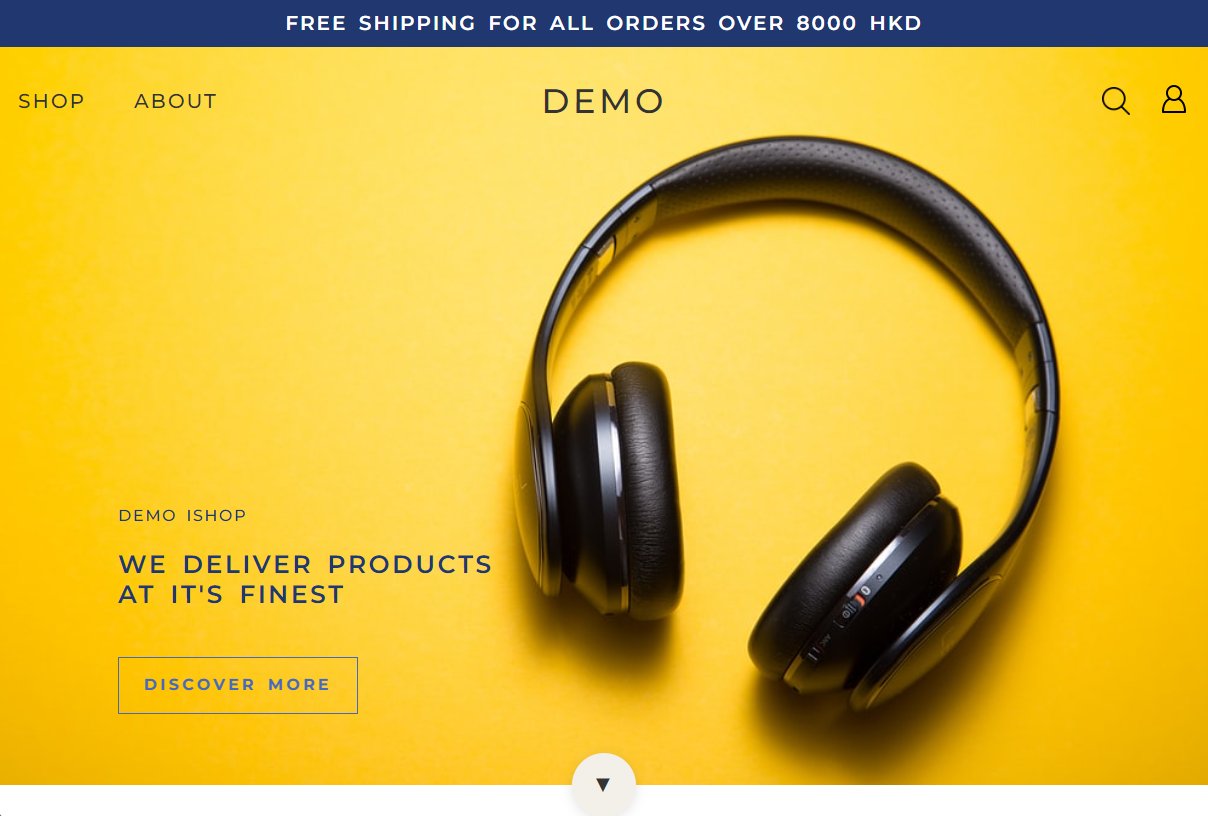 FREE SHIPPING FOR ALL ORDERS OVER 8000 HKD
SHOP ABOUT DEMO
DEMO ISHOP
WE DELIVER PRODUCTS
AT IT'S FINEST
DISCOVER MORE